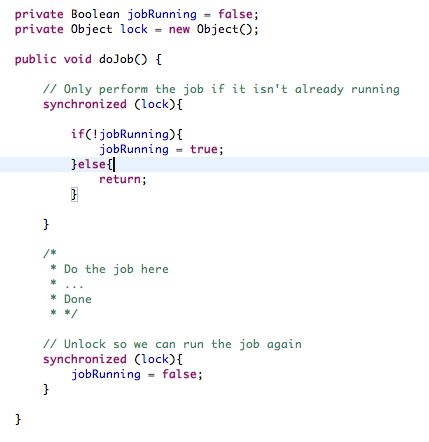 private Boolean jobRunning = false;
private Object lock = new Object();

public void doJob() {

    // Only perform the job if it isn't already running
    synchronized (lock){

        if(!jobRunning){
            jobRunning = true;
        }else{
            return;
        }

    }

    /*
     * Do the job here
     * ...
     * Done
     * */

    // Unlock so we can run the job again
    synchronized (lock){
        jobRunning = false;
    }

}